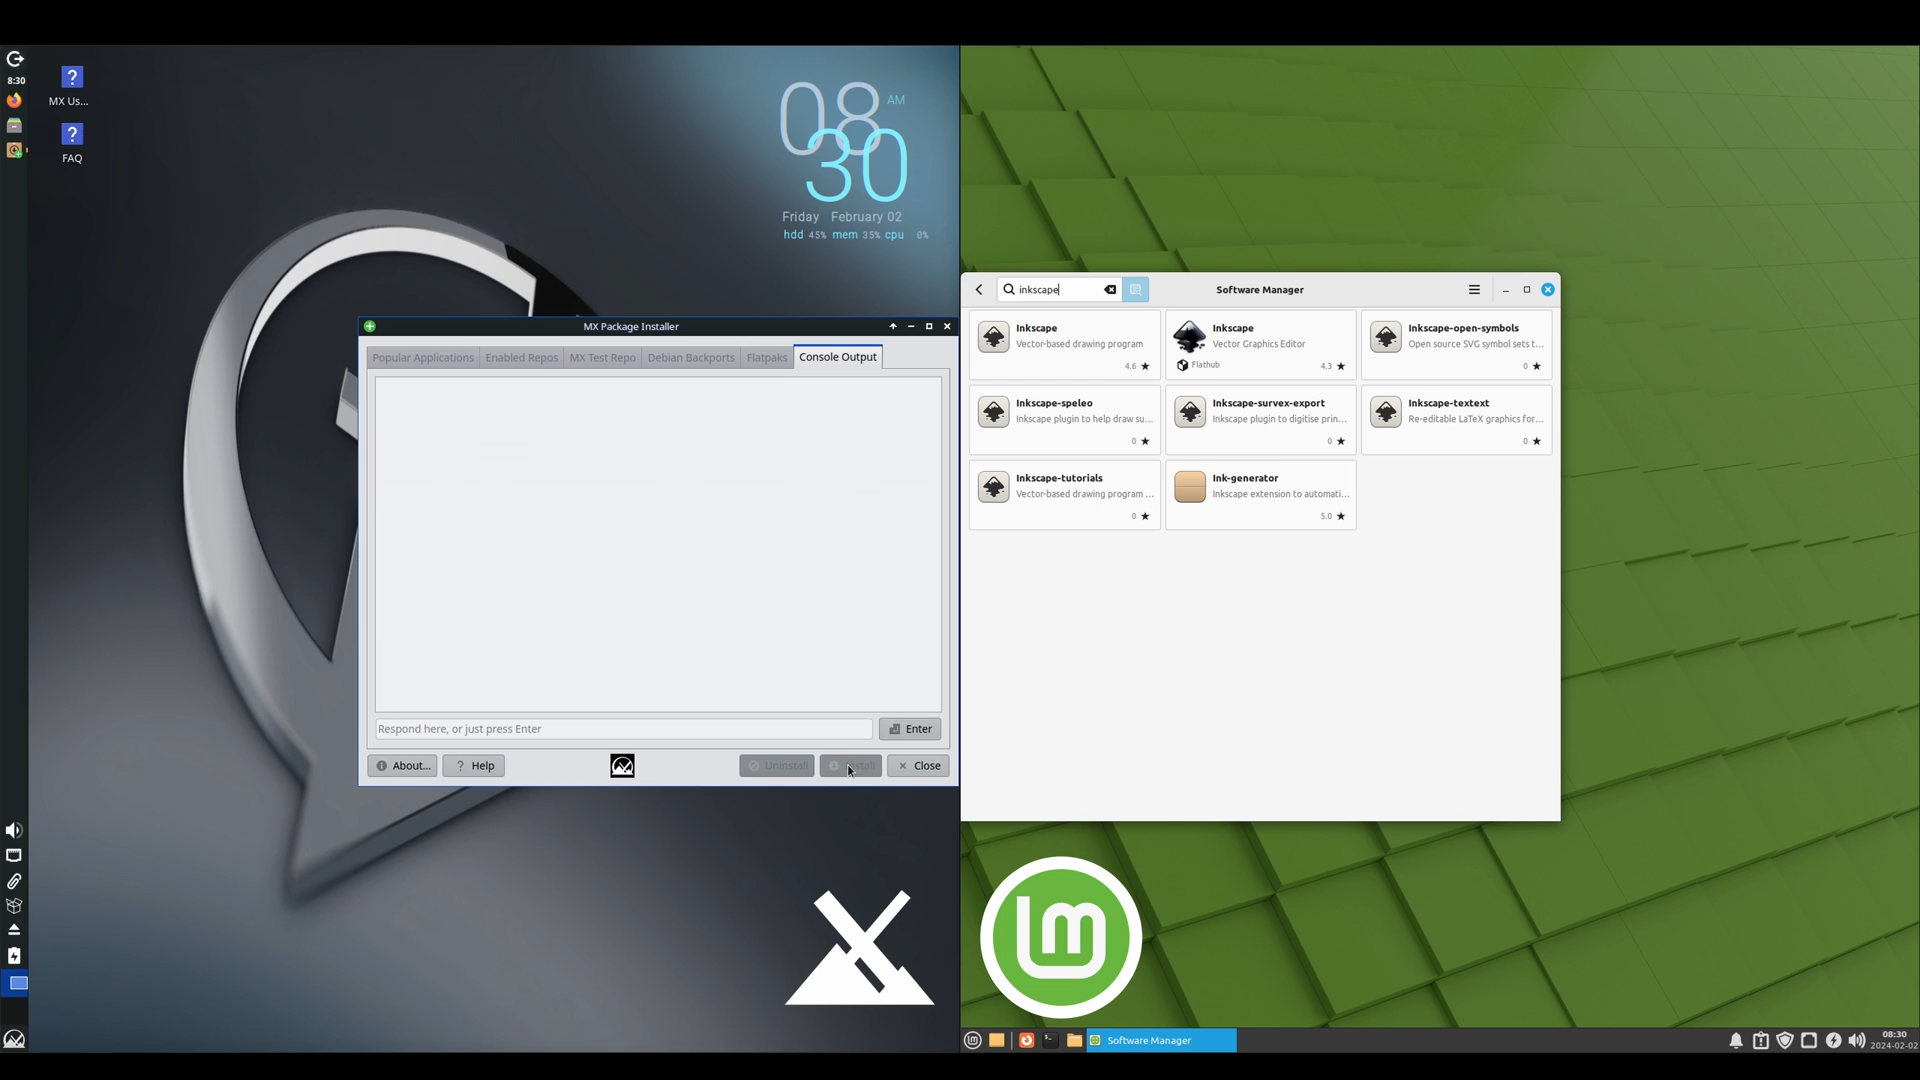 8:30
MX Us...
FAQ
08
AM
30
Friday February 02
hdd 45% mem 35% cpu 0%
MX Package Installer
Popular Applications
Enabled Repos
MX Test Repo
Debian Backports
Flatpaks
Console Output
Respond here, or just press Enter
Enter
About...
? Help
Uninstall
Close
inkscape
Software Manager
Inkscape
Vector-based drawing program
4.6 ★
Inkscape
Vector Graphics Editor
Flathub
4.3 ★
Inkscape-open-symbols
Open source SVG symbol sets t...
0 ★
Inkscape-speleo
Inkscape plugin to help draw su...
0 ★
Inkscape-survex-export
Inkscape plugin to digitise prin...
0 ★
Inkscape-textext
Re-editable LaTeX graphics for...
0 ★
Inkscape-tutorials
Vector-based drawing program ...
0 ★
Ink-generator
Inkscape extension to automati...
5.0 ★
lm
Software Manager
08:30
2024-02-02